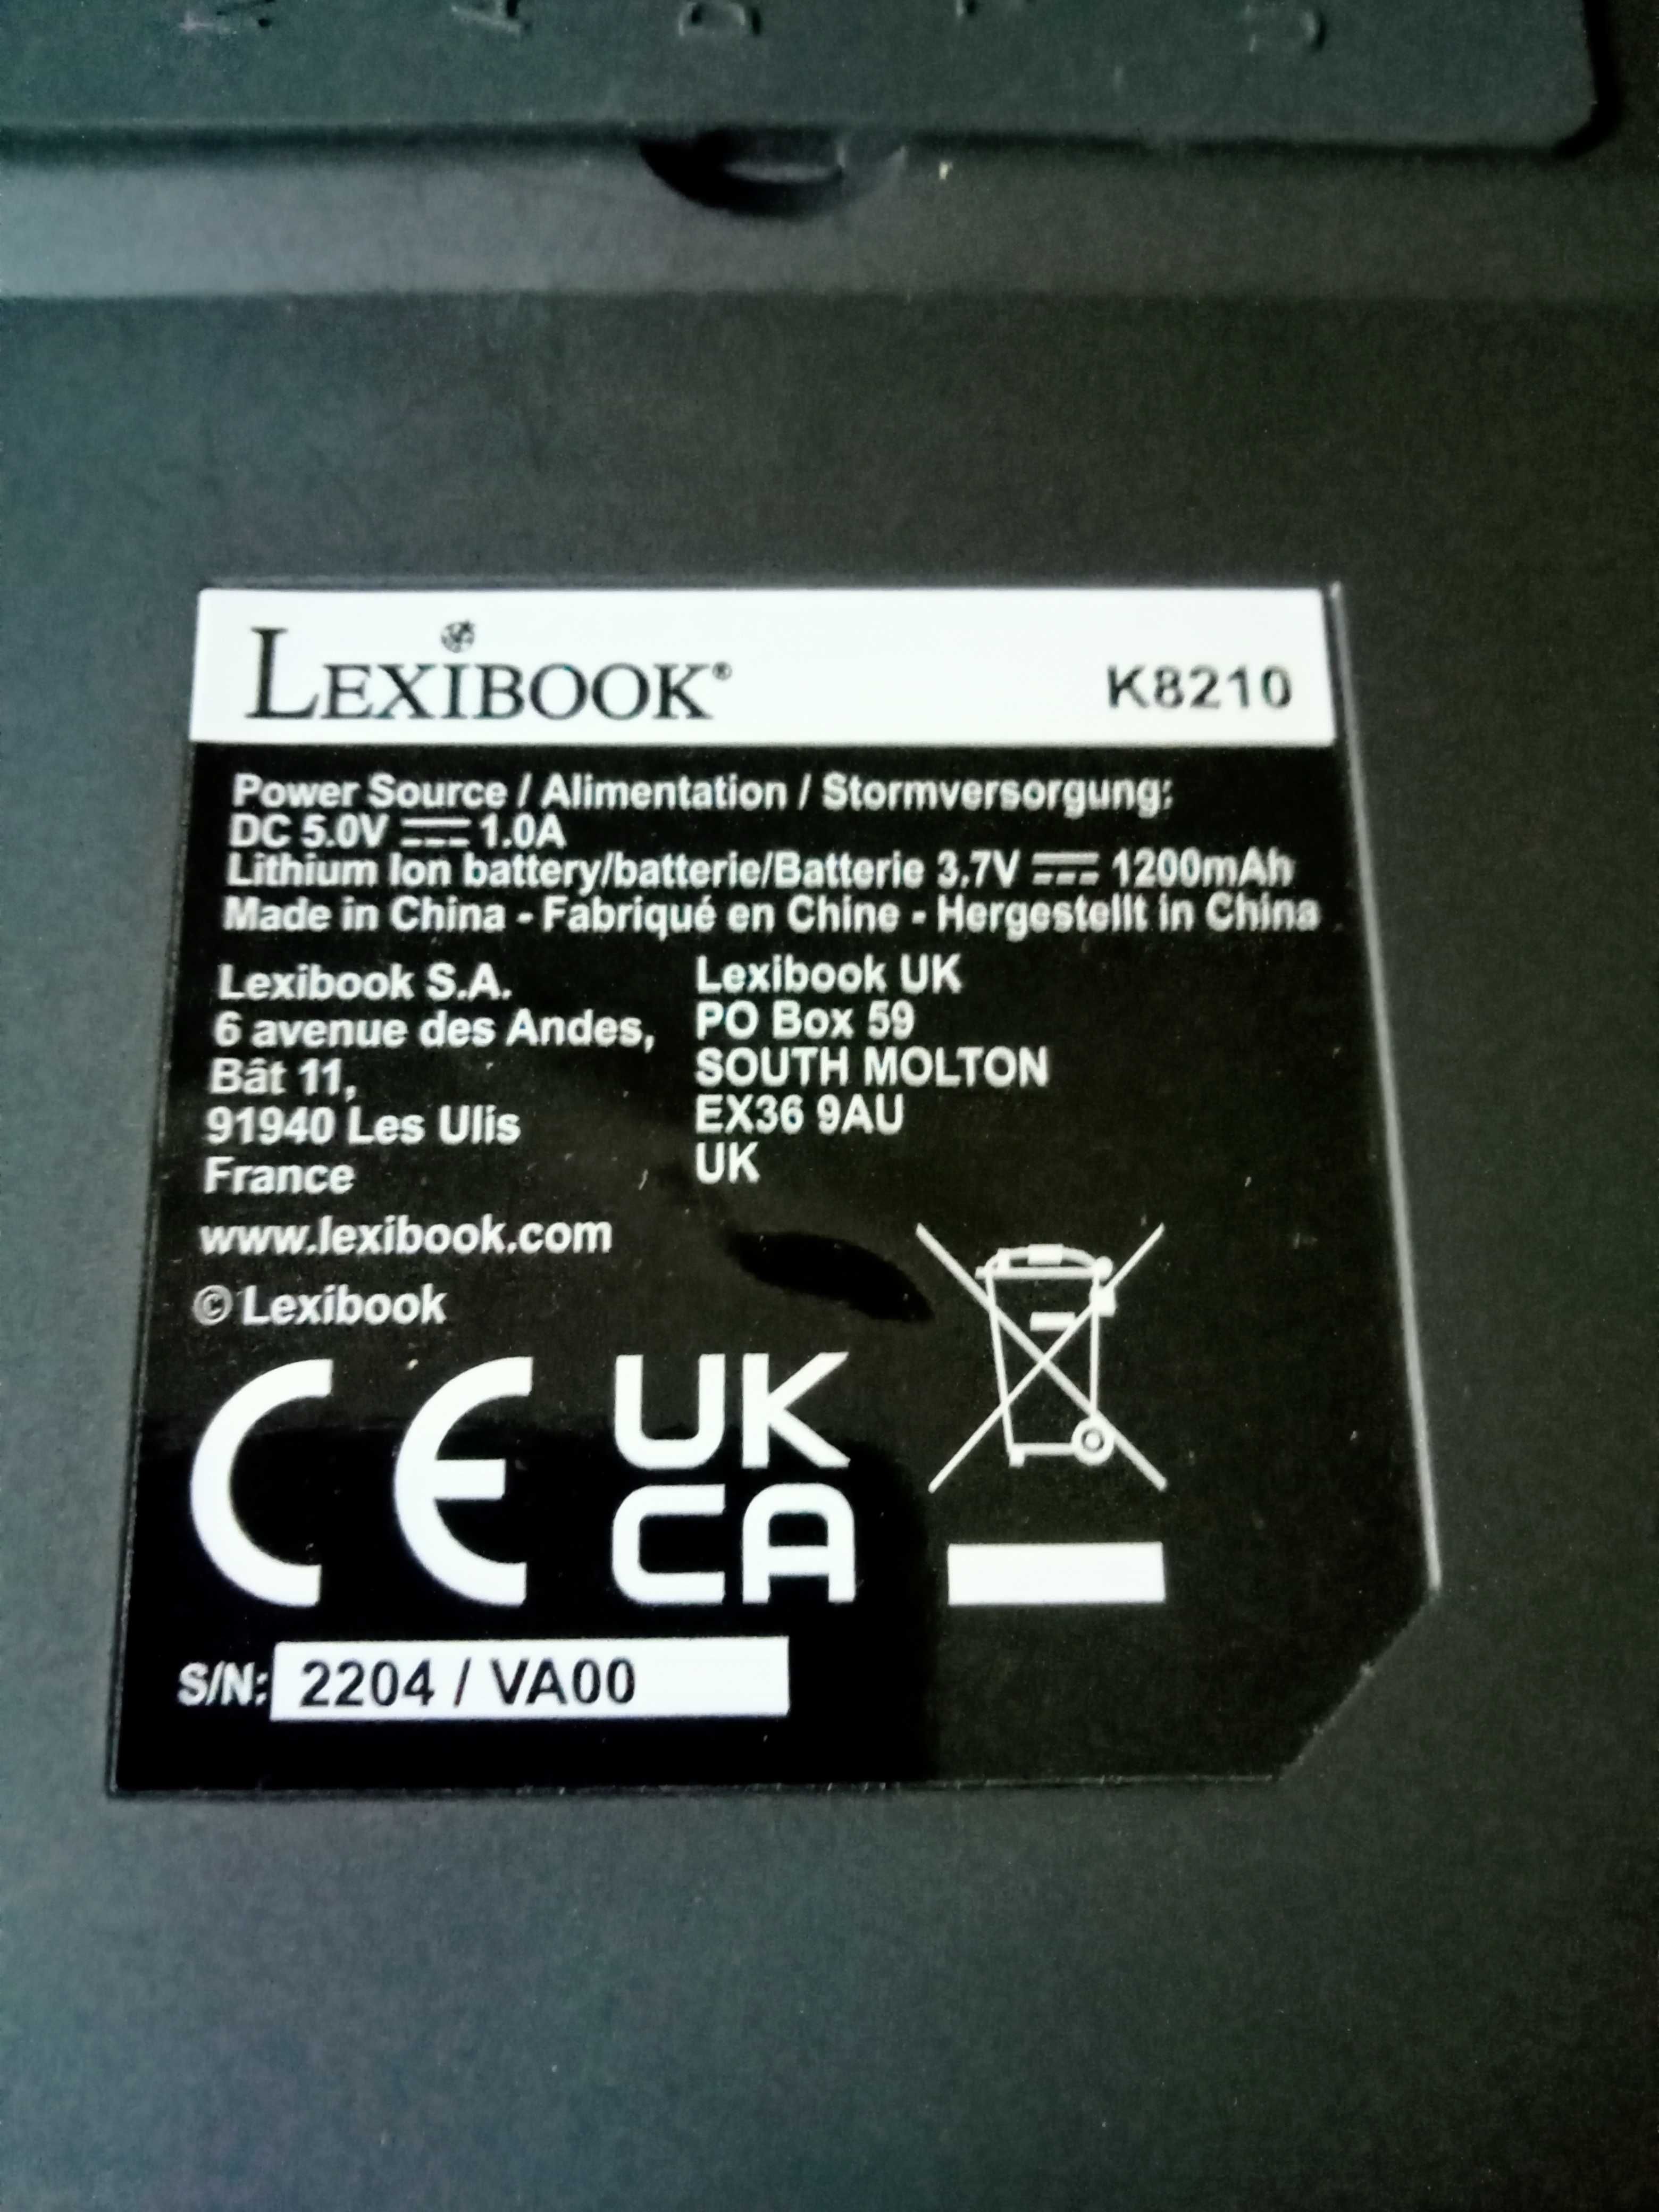 LEXIBOOK® K8210
Power Source / Alimentation / Stormversorgung:
DC 5.0V ⎓ 1.0A
Lithium Ion battery/batterie/Batterie 3.7V ⎓ 1200mAh
Made in China - Fabriqué en Chine - Hergestellt in China
Lexibook S.A.
6 avenue des Andes,
Bât 11,
91940 Les Ulis
France
www.lexibook.com
© Lexibook
Lexibook UK
PO Box 59
SOUTH MOLTON
EX36 9AU
UK
CE
UK
CA
S/N: 2204 / VA00